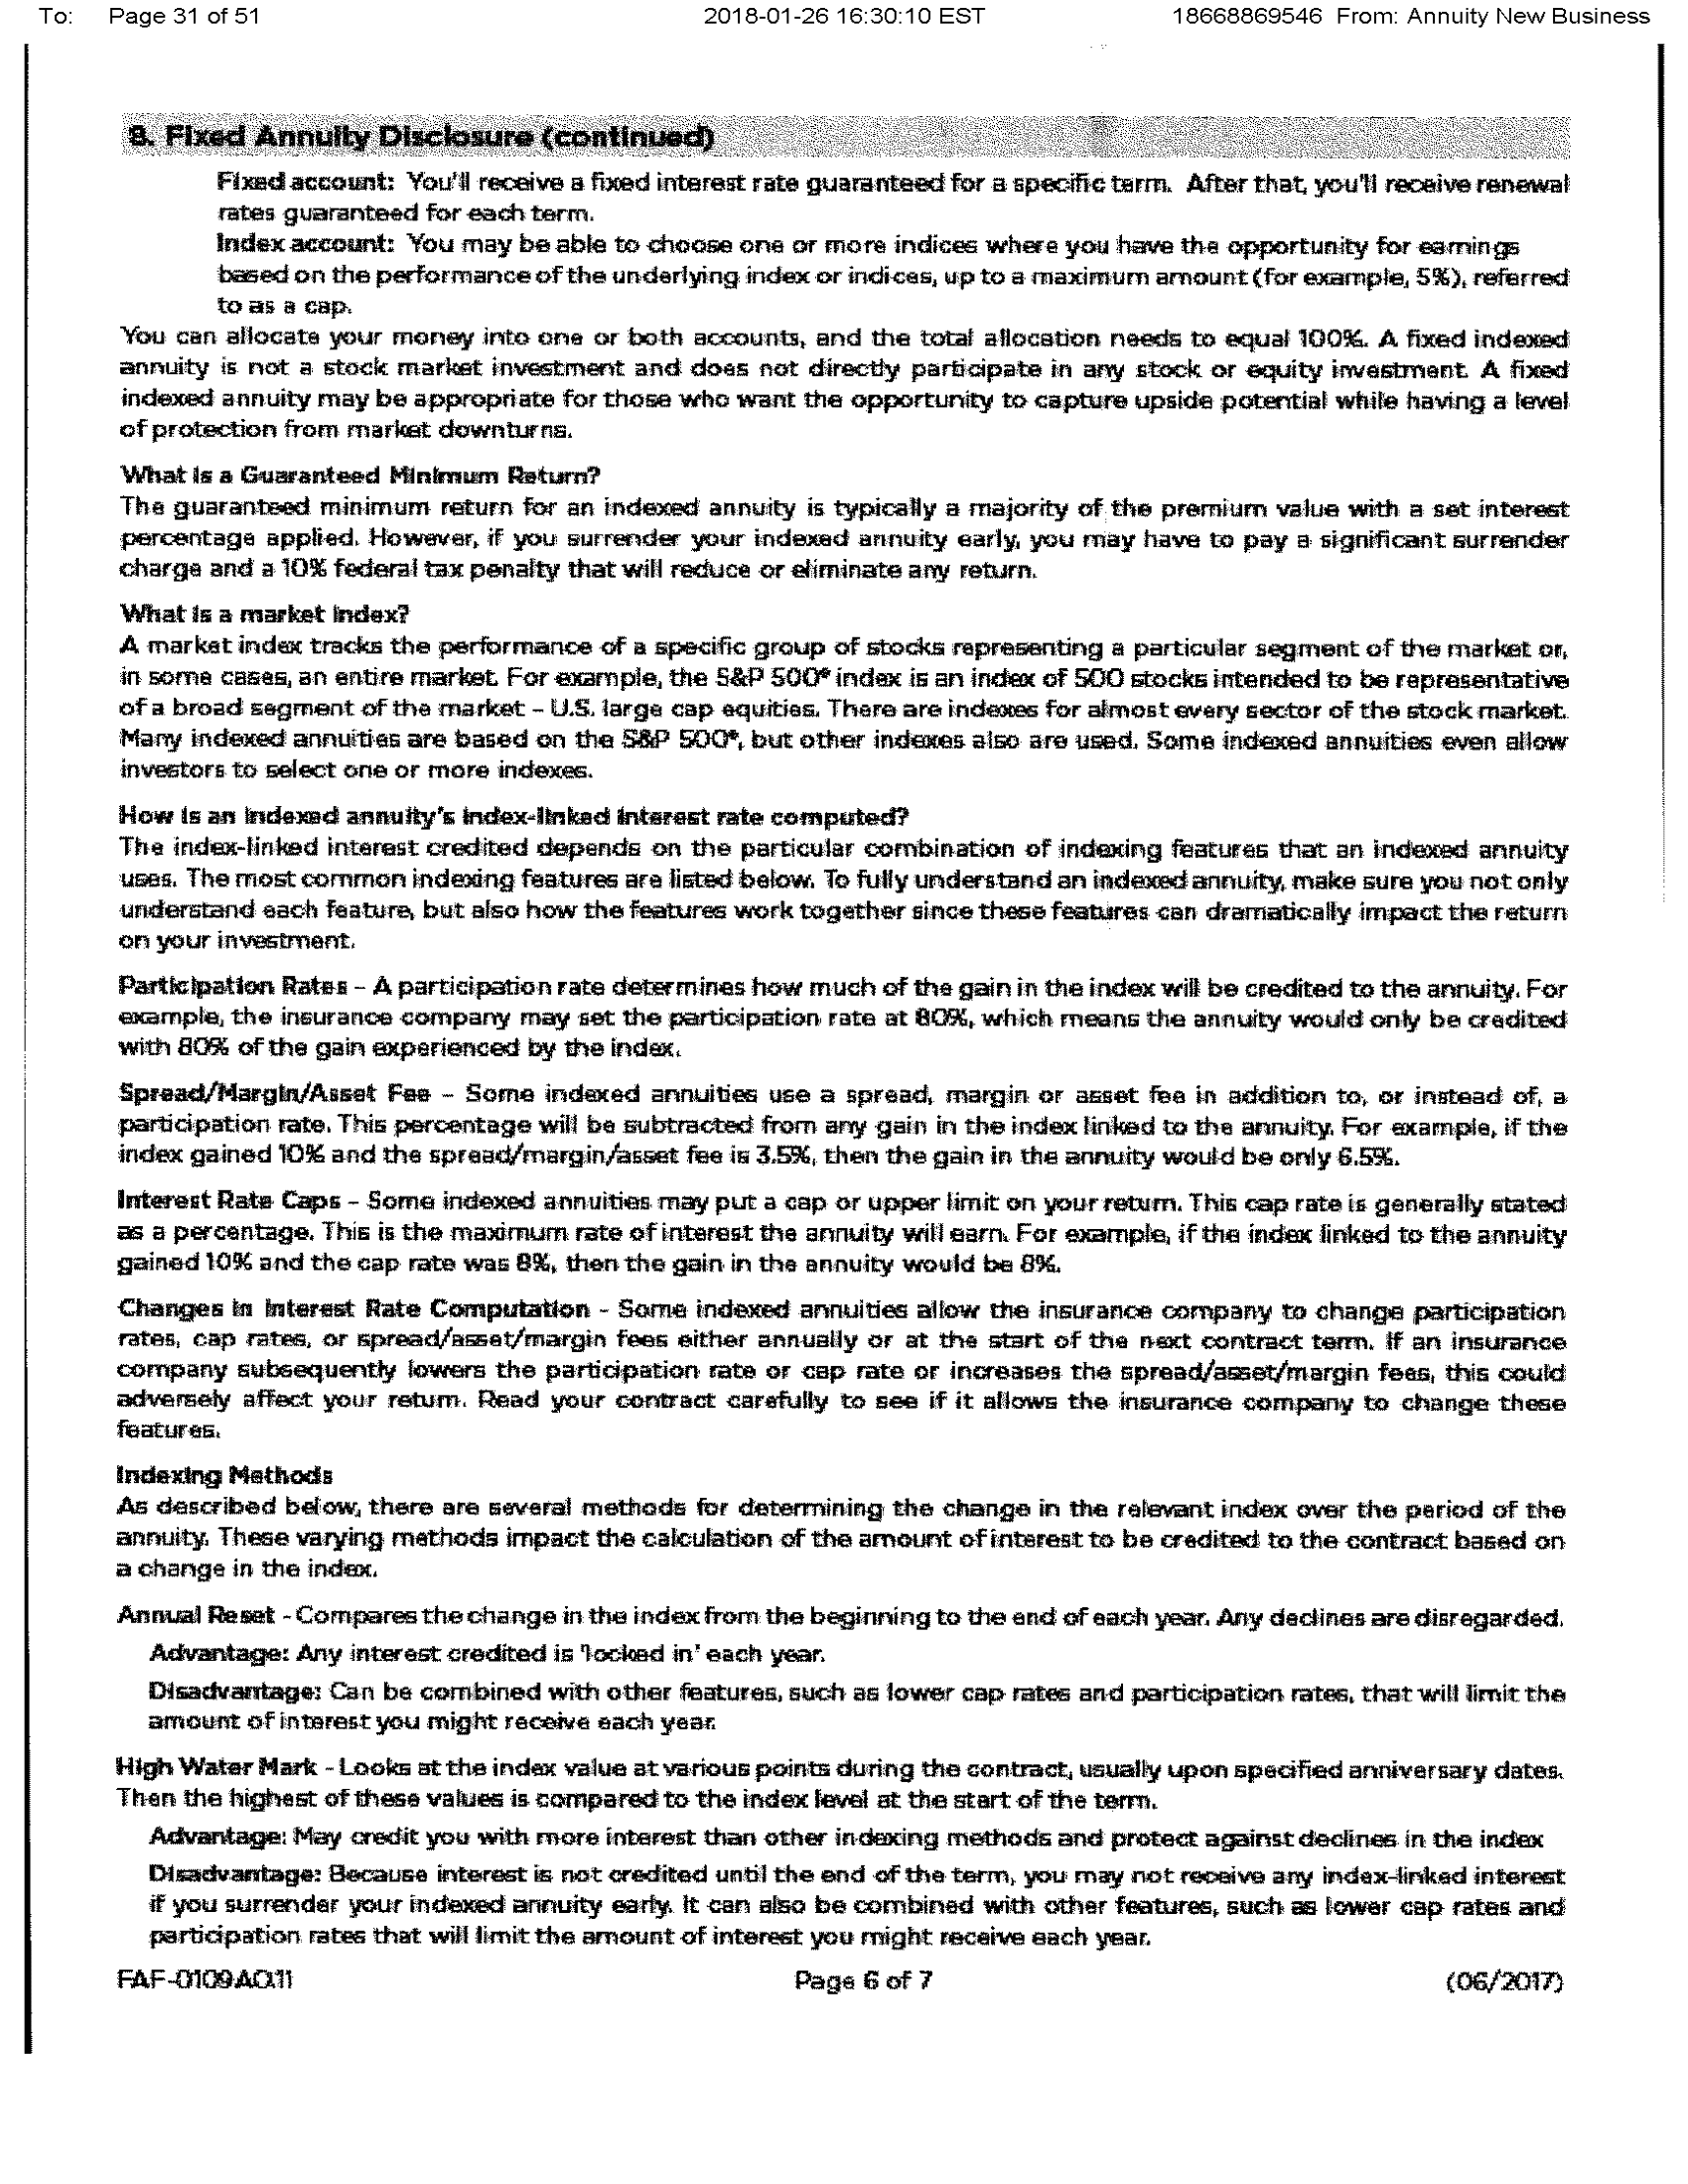 To: Page 31 of 51 2018-01-26 16:30:10 EST 18668869546 From: Annuity New Business
8. Fixed Annuity Disclosure (continued)
Fixed account: You'll receive a fixed interest rate guaranteed for a specific term. After that, you'll receive renewal
rates guaranteed for each term.
Index account: You may be able to choose one or more indices where you have the opportunity for earnings
based on the performance of the underlying index or indices, up to a maximum amount (for example, 5%), referred
to as a cap.
You can allocate your money into one or both accounts, and the total allocation needs to equal 100%. A fixed indexed
annuity is not a stock market investment and does not directly participate in any stock or equity investment. A fixed
indexed annuity may be appropriate for those who want the opportunity to capture upside potential while having a level
of protection from market downturns.
What is a Guaranteed Minimum Return?
The guaranteed minimum return for an indexed annuity is typically a majority of the premium value with a set interest
percentage applied. However, if you surrender your indexed annuity early, you may have to pay a significant surrender
charge and a 10% federal tax penalty that will reduce or eliminate any return.
What is a market index?
A market index tracks the performance of a specific group of stocks representing a particular segment of the market or,
in some cases, an entire market. For example, the S&P 500® index is an index of 500 stocks intended to be representative
of a broad segment of the market – U.S. large cap equities. There are indexes for almost every sector of the stock market.
Many indexed annuities are based on the S&P 500®, but other indexes also are used. Some indexed annuities even allow
investors to select one or more indexes.
How is an indexed annuity's index-linked interest rate computed?
The index-linked interest credited depends on the particular combination of indexing features that an indexed annuity
uses. The most common indexing features are listed below. To fully understand an indexed annuity, make sure you not only
understand each feature, but also how the features work together since these features can dramatically impact the return
on your investment.
Participation Rates – A participation rate determines how much of the gain in the index will be credited to the annuity. For
example, the insurance company may set the participation rate at 80%, which means the annuity would only be credited
with 80% of the gain experienced by the index.
Spread/Margin/Asset Fee – Some indexed annuities use a spread, margin or asset fee in addition to, or instead of, a
participation rate. This percentage will be subtracted from any gain in the index linked to the annuity. For example, if the
index gained 10% and the spread/margin/asset fee is 3.5%, then the gain in the annuity would be only 6.5%.
Interest Rate Caps – Some indexed annuities may put a cap or upper limit on your return. This cap rate is generally stated
as a percentage. This is the maximum rate of interest the annuity will earn. For example, if the index linked to the annuity
gained 10% and the cap rate was 8%, then the gain in the annuity would be 8%.
Changes in Interest Rate Computation - Some indexed annuities allow the insurance company to change participation
rates, cap rates, or spread/asset/margin fees either annually or at the start of the next contract term. If an insurance
company subsequently lowers the participation rate or cap rate or increases the spread/asset/margin fees, this could
adversely affect your return. Read your contract carefully to see if it allows the insurance company to change these
features.
Indexing Methods
As described below, there are several methods for determining the change in the relevant index over the period of the
annuity. These varying methods impact the calculation of the amount of interest to be credited to the contract based on
a change in the index.
Annual Reset - Compares the change in the index from the beginning to the end of each year. Any declines are disregarded.
Advantage: Any interest credited is 'locked in' each year.
Disadvantage: Can be combined with other features, such as lower cap rates and participation rates, that will limit the
amount of interest you might receive each year.
High Water Mark - Looks at the index value at various points during the contract, usually upon specified anniversary dates.
Then the highest of these values is compared to the index level at the start of the term.
Advantage: May credit you with more interest than other indexing methods and protect against declines in the index
Disadvantage: Because interest is not credited until the end of the term, you may not receive any index-linked interest
if you surrender your indexed annuity early. It can also be combined with other features, such as lower cap rates and
participation rates that will limit the amount of interest you might receive each year.
FAF-0109AO.11 Page 6 of 7 (06/2017)